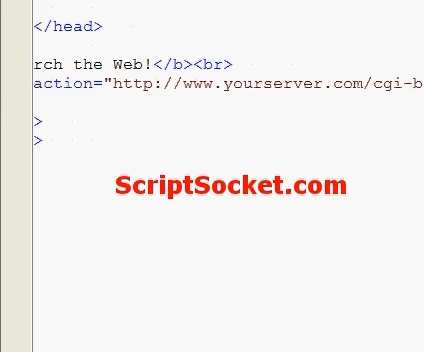 </head>
rch the Web!</b><br>
action="http://www.yourserver.com/cgi-b
>
>
ScriptSocket.com